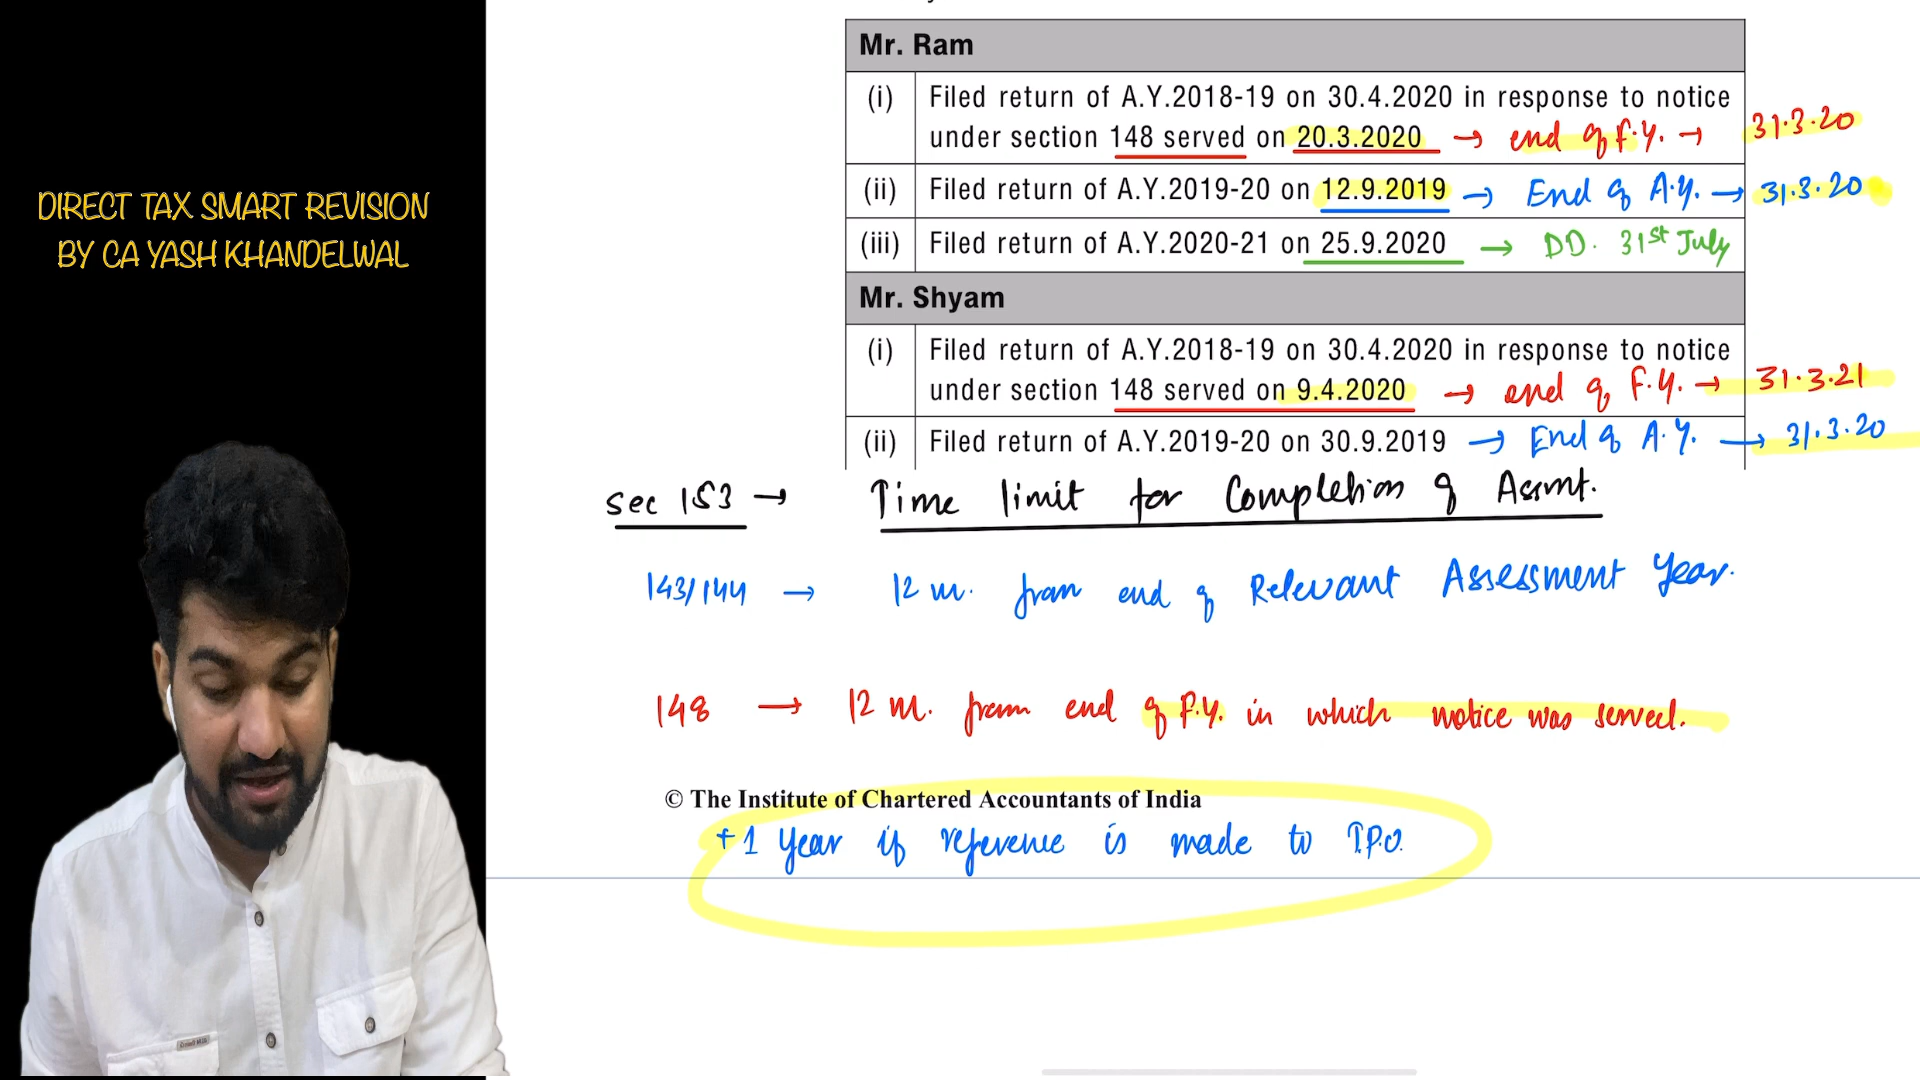 DIRECT TAX SMART REVISION
BY CA YASH KHANDELWAL
Mr. Ram
(i) Filed return of A.Y.2018-19 on 30.4.2020 in response to notice
under section 148 served on 20.3.2020 → end of F.Y. → 31.3.20
(ii) Filed return of A.Y.2019-20 on 12.9.2019 → End of A.Y. → 31.3.20
(iii) Filed return of A.Y.2020-21 on 25.9.2020 → DD. 31st July
Mr. Shyam
(i) Filed return of A.Y.2018-19 on 30.4.2020 in response to notice
under section 148 served on 9.4.2020 → end of F.Y. → 31.3.21
(ii) Filed return of A.Y.2019-20 on 30.9.2019 → End of A.Y. → 31.3.20
sec 153 → Time limit for Completion of Assmt.
143/144 → 12 m. from end of Relevant Assessment Year.
148 → 12 m. from end of F.Y. in which notice was served.
© The Institute of Chartered Accountants of India
+1 Year if reference is made to T.P.O.